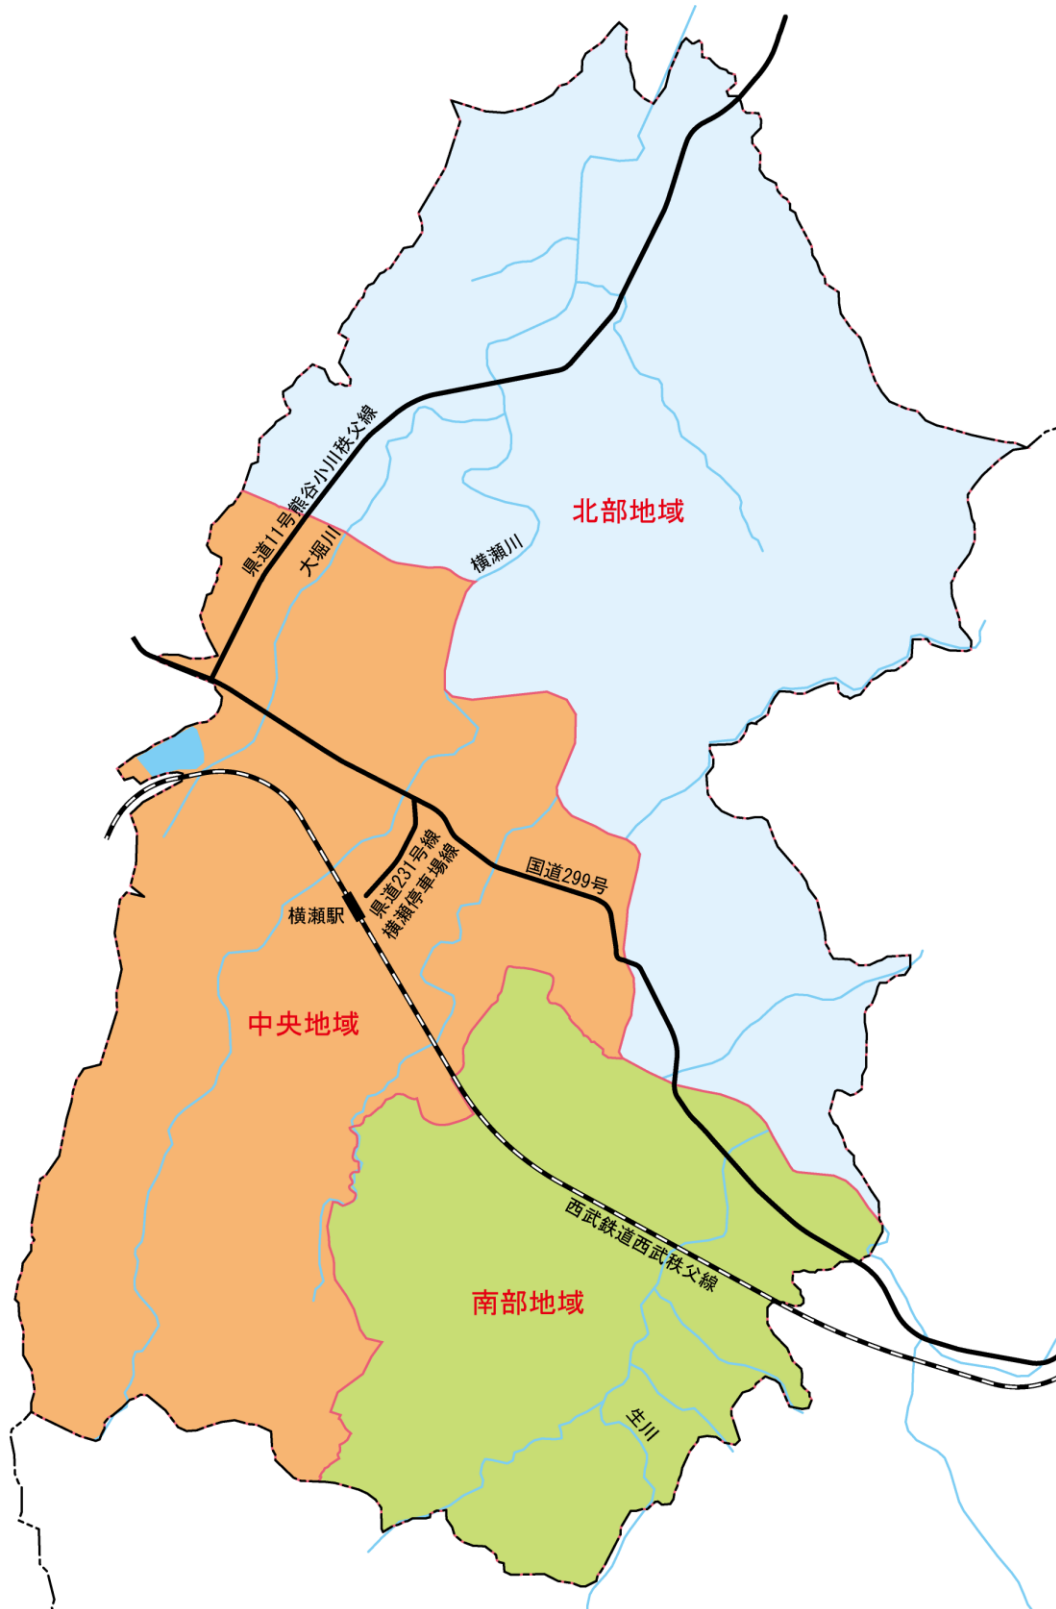 県道11号熊谷小川秩父線
大堀川
横瀬川
北部地域
国道299号
県道231号線
横瀬停車場線
横瀬駅
中央地域
西武鉄道西武秩父線
南部地域
生川